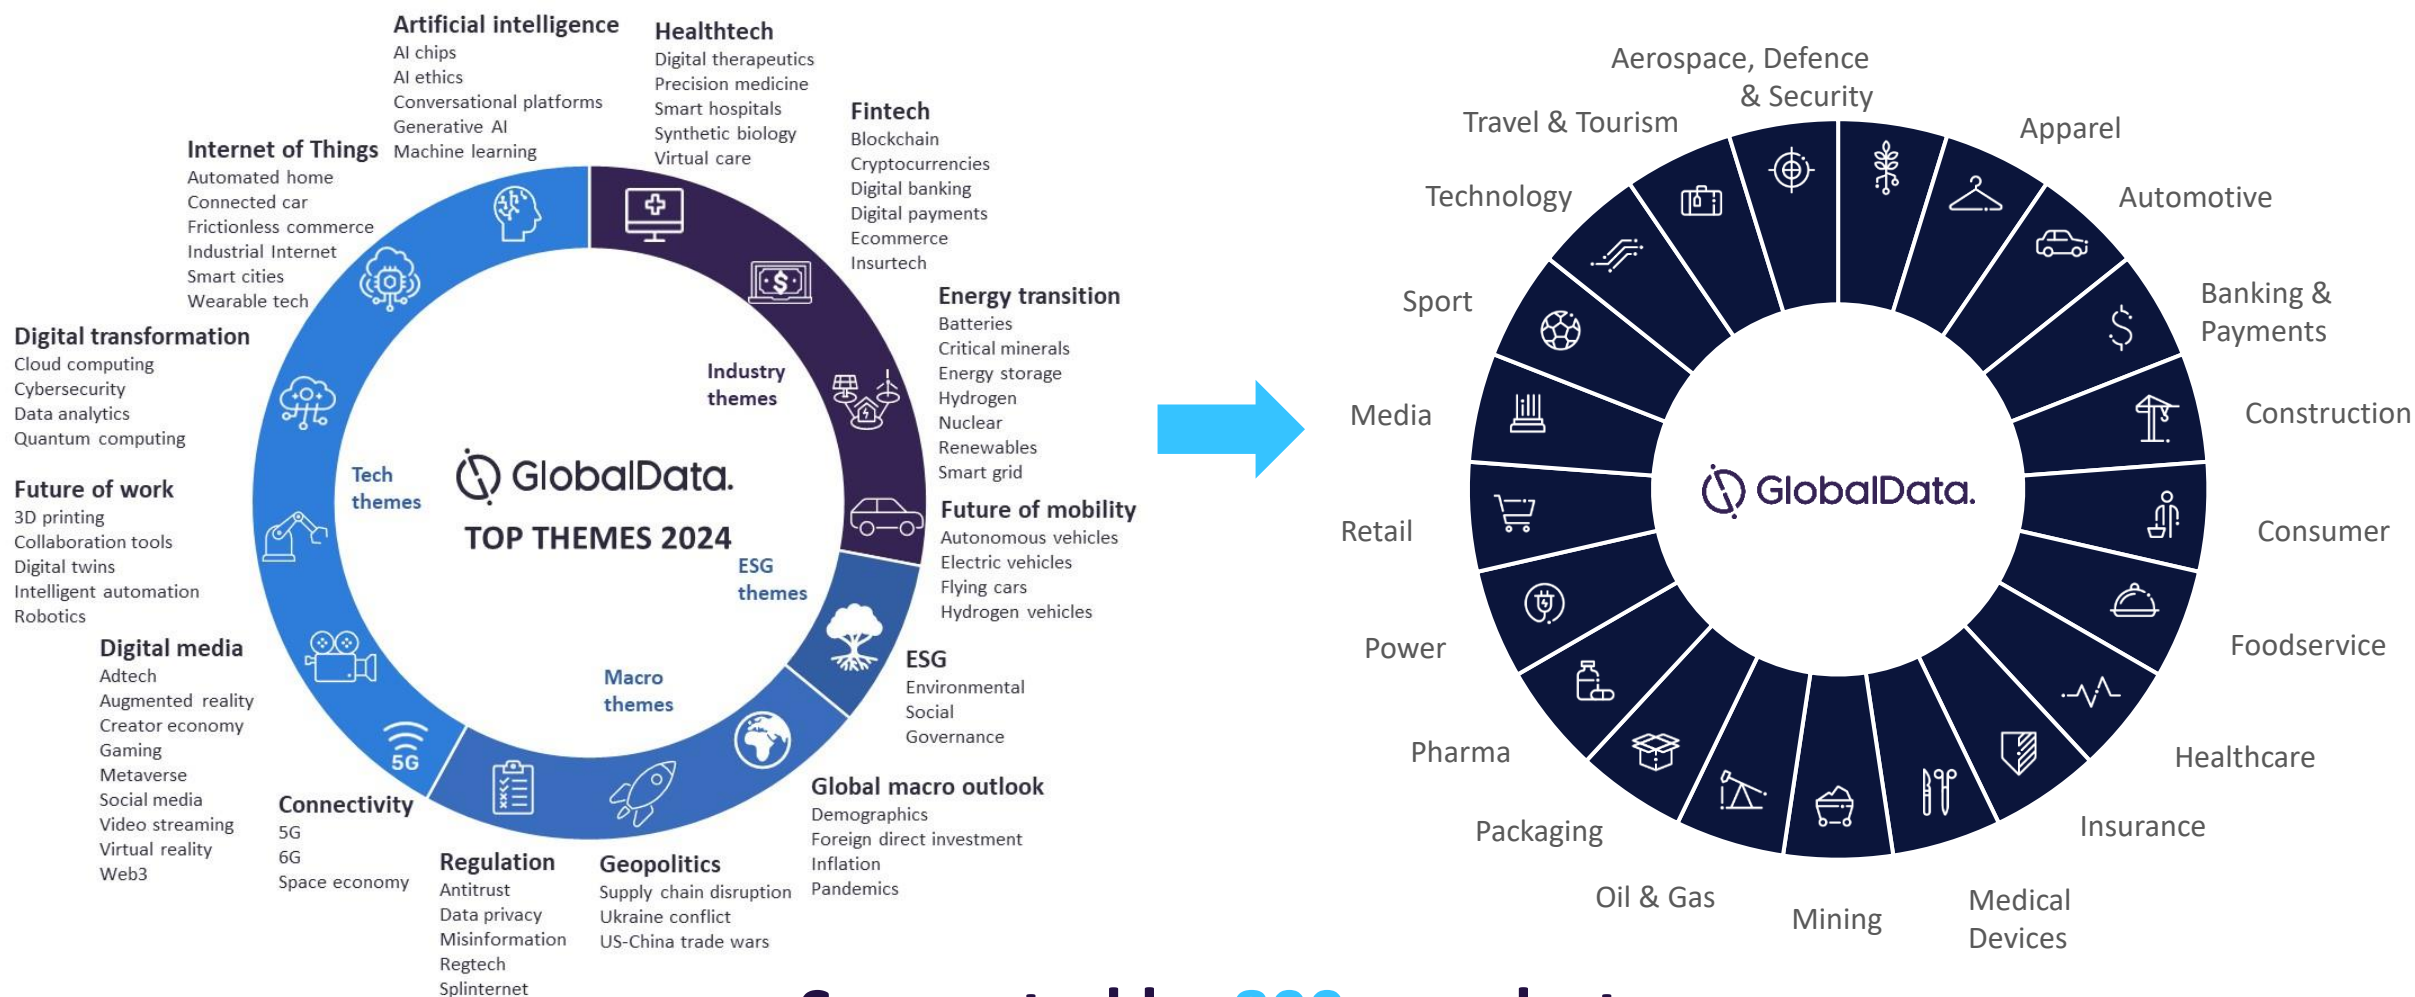 Artificial intelligence
AI chips
AI ethics
Conversational platforms
Generative AI
Machine learning
Healthtech
Digital therapeutics
Precision medicine
Smart hospitals
Synthetic biology
Virtual care
Fintech
Blockchain
Cryptocurrencies
Digital banking
Digital payments
Ecommerce
Insurtech
Energy transition
Batteries
Critical minerals
Energy storage
Hydrogen
Nuclear
Renewables
Smart grid
Future of mobility
Autonomous vehicles
Electric vehicles
Flying cars
Hydrogen vehicles
ESG
Environmental
Social
Governance
Global macro outlook
Demographics
Foreign direct investment
Inflation
Pandemics
Geopolitics
Supply chain disruption
Ukraine conflict
US-China trade wars
Regulation
Antitrust
Data privacy
Misinformation
Regtech
Splinternet
Connectivity
5G
6G
Space economy
Digital media
Adtech
Augmented reality
Creator economy
Gaming
Metaverse
Social media
Video streaming
Virtual reality
Web3
Future of work
3D printing
Collaboration tools
Digital twins
Intelligent automation
Robotics
Digital transformation
Cloud computing
Cybersecurity
Data analytics
Quantum computing
Internet of Things
Automated home
Connected car
Frictionless commerce
Industrial Internet
Smart cities
Wearable tech
Industry
themes
Tech
themes
GlobalData.
TOP THEMES 2024
ESG
themes
Macro
themes
5G
Aerospace, Defence
& Security
Apparel
Automotive
Banking &
Payments
Construction
Consumer
Foodservice
Healthcare
Insurance
Medical
Devices
Mining
Oil & Gas
Packaging
Pharma
Power
Retail
Media
Sport
Technology
Travel & Tourism
GlobalData.